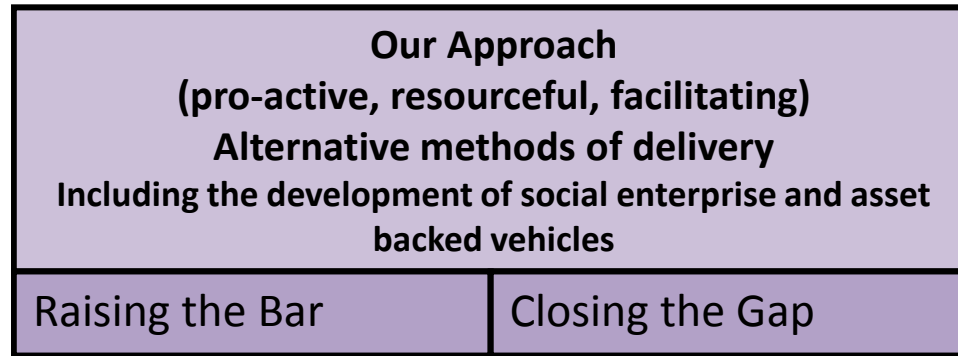 Our Approach
(pro-active, resourceful, facilitating)
Alternative methods of delivery
Including the development of social enterprise and asset
backed vehicles
Raising the Bar
Closing the Gap